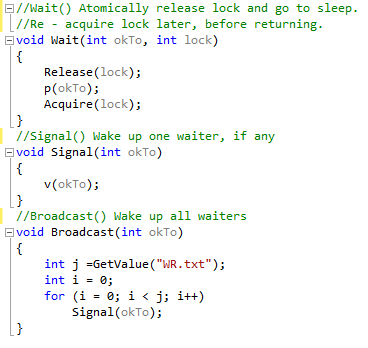 //Wait() Atomically release lock and go to sleep.
//Re - acquire lock later, before returning.
void Wait(int okTo, int lock)
{
    Release(lock);
    p(okTo);
    Acquire(lock);
}
//Signal() Wake up one waiter, if any
void Signal(int okTo)
{
    v(okTo);
}
//Broadcast() Wake up all waiters
void Broadcast(int okTo)
{
    int j =GetValue("WR.txt");
    int i = 0;
    for (i = 0; i < j; i++)
        Signal(okTo);
}